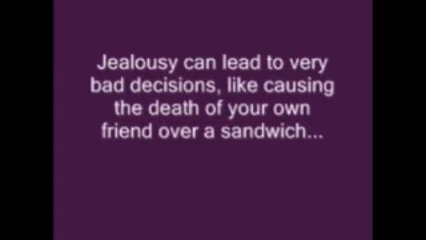 Jealousy can lead to very
bad decisions, like causing
the death of your own
friend over a sandwich...